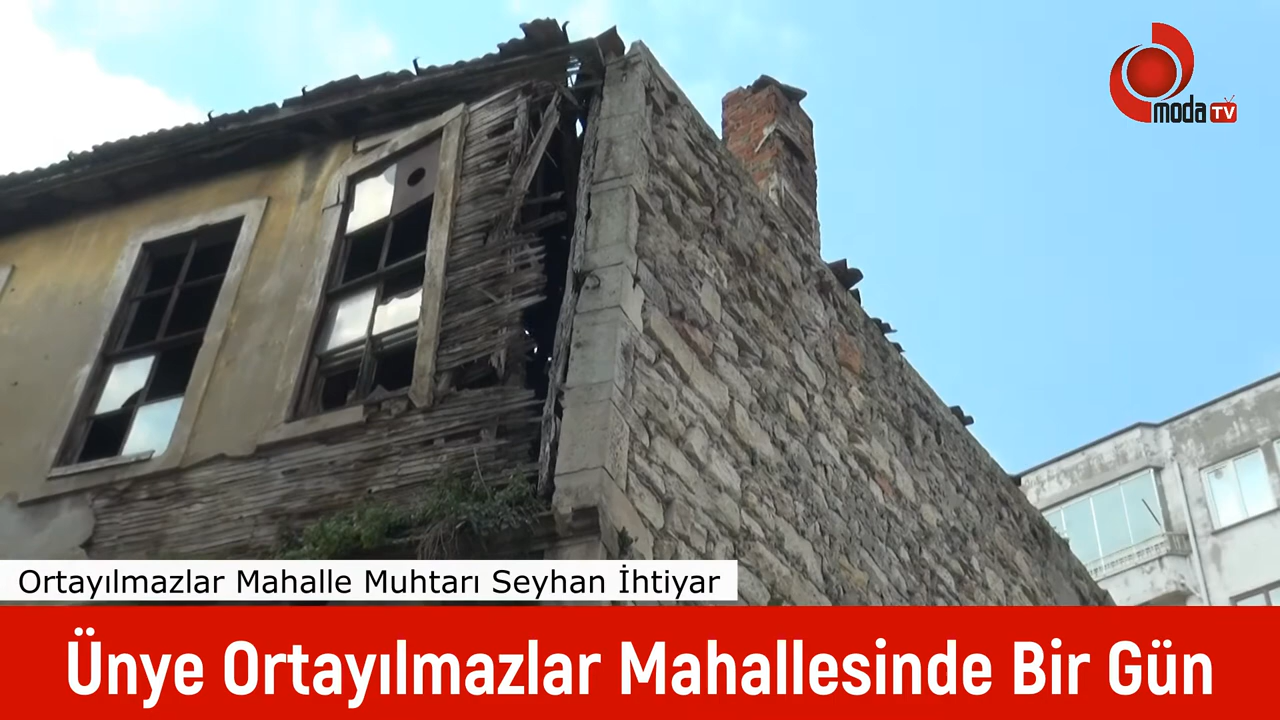 moda TV
Ortayılmazlar Mahalle Muhtarı Seyhan İhtiyar
Ünye Ortayılmazlar Mahallesinde Bir Gün